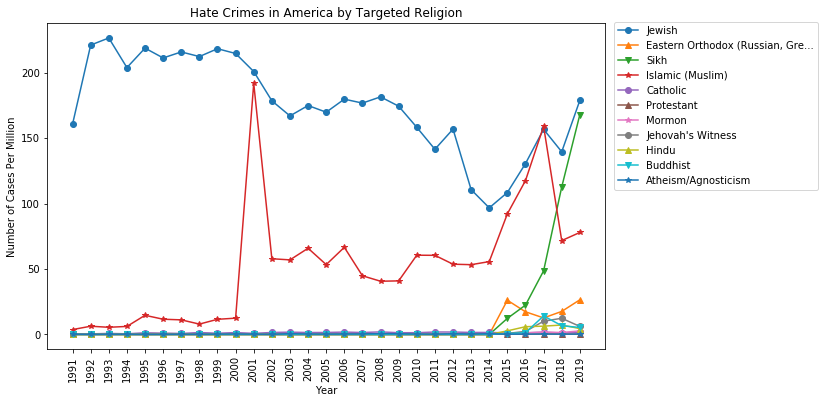 Hate Crimes in America by Targeted Religion
Jewish
Eastern Orthodox (Russian, Gre...
Sikh
Islamic (Muslim)
Catholic
Protestant
Mormon
Jehovah's Witness
Hindu
Buddhist
Atheism/Agnosticism
Number of Cases Per Million
200
150
100
50
0
1991 1992 1993 1994 1995 1996 1997 1998 1999 2000 2001 2002 2003 2004 2005 2006 2007 2008 2009 2010 2011 2012 2013 2014 2015 2016 2017 2018 2019
Year